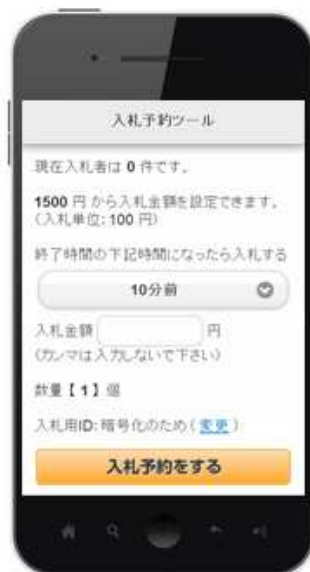 入札予約ツール
現在入札者は 0 件です。
1500 円 から入札金額を設定できます。
(入札単位: 100 円)
終了時間の下記時間になったら入札する
10分前
入札金額 円
(カンマは入力しないで下さい)
数量【 1 】個
入札用ID: 暗号化のため ( 変更 )
入札予約をする